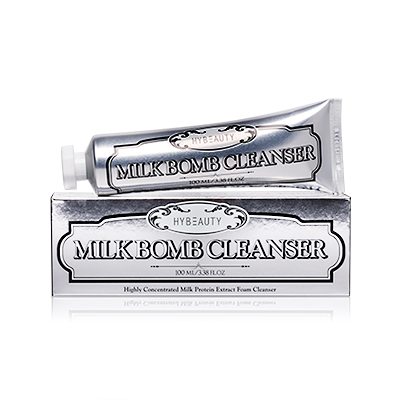 HYBEAUTY
MILK BOMB CLEANSER
100 ML/3.38 FL.OZ
HYBEAUTY
MILK BOMB CLEANSER
100 ML/3.38 FL.OZ
Highly Concentrated Milk Protein Extract Foam Cleanser